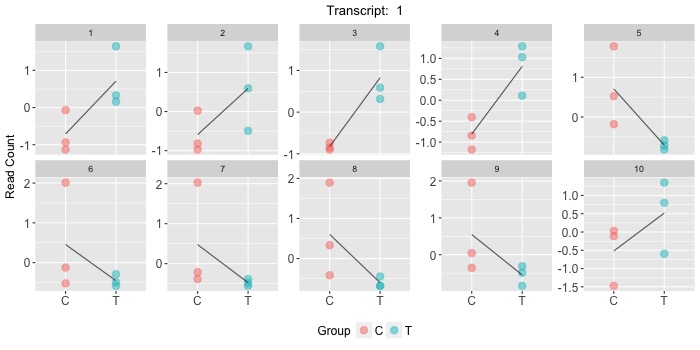 Transcript: 1
1 2 3 4 5
1 0 -1
2 1 0 -1
1 0 -1
1.0 0.5 0.0 -0.5 -1.0
1 0
Read Count
6 7 8 9 10
2 1 0
2 1 0
2 1 0
2 1 0
1.0 0.5 0.0 -0.5 -1.0 -1.5
C T C T C T C T C T
Group C T